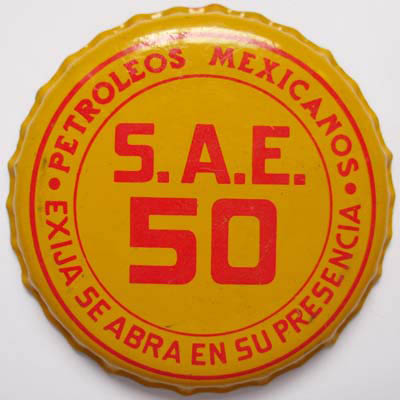 PETROLEOS MEXICANOS
S.A.E.
50
EXIJA SE ABRA EN SU PRESENCIA